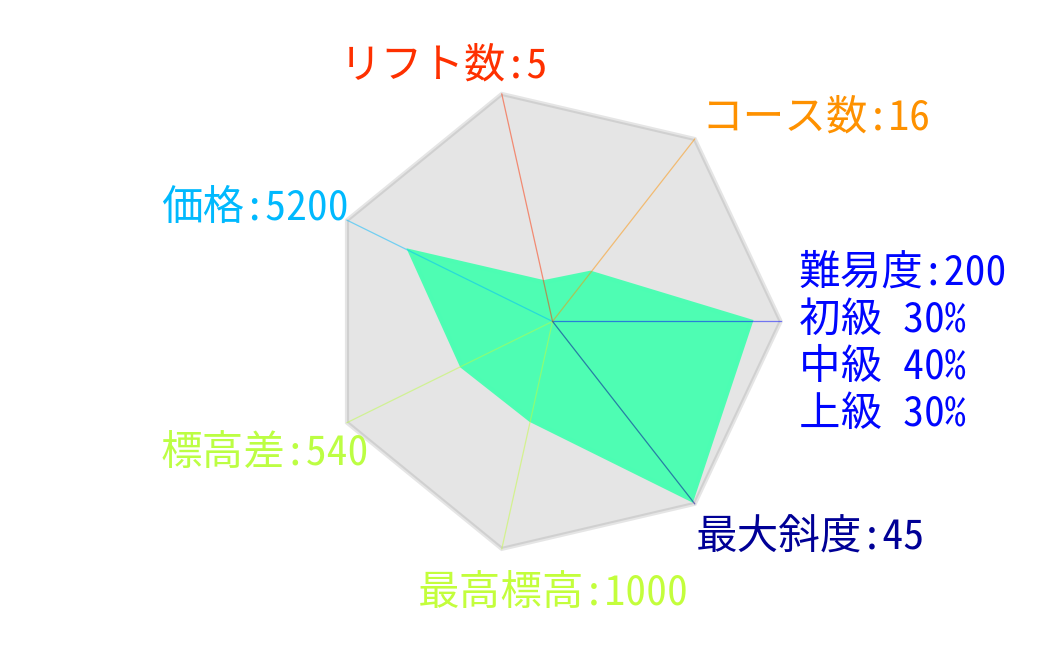 リフト数:5
コース数:16
価格:5200
難易度:200
初級 30%
中級 40%
上級 30%
標高差:540
最大斜度:45
最高標高:1000